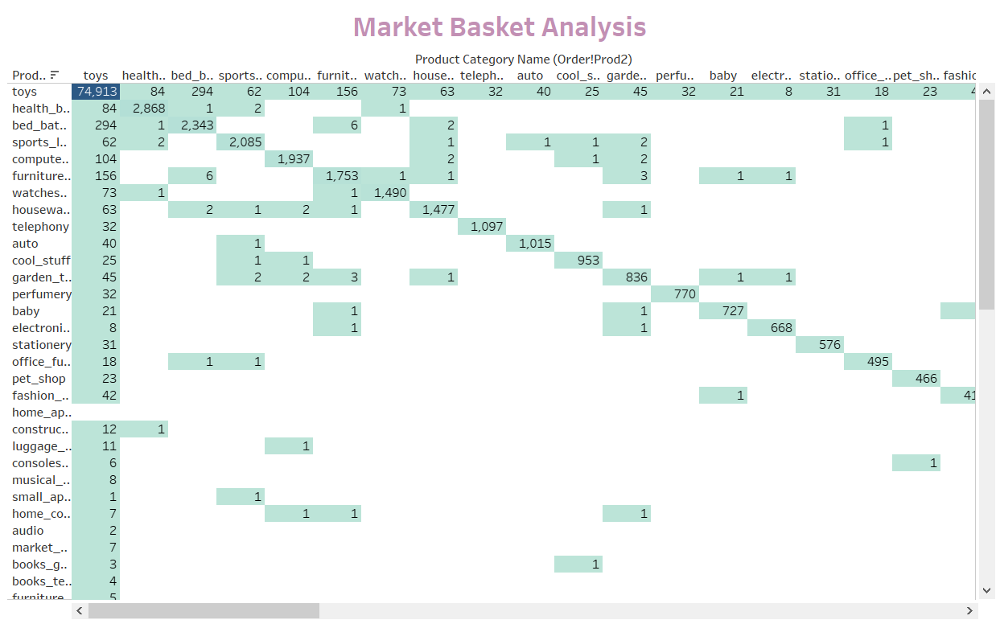 Market Basket Analysis
Product Category Name (Order!Prod2)
Prod.. toys health.. bed_b.. sports.. compu.. furnit.. watch.. house.. teleph.. auto cool_s.. garde.. perfu.. baby electr.. statio.. office_.. pet_sh.. fashio
toys 74,913 84 294 62 104 156 73 63 32 40 25 45 32 21 8 31 18 23
health_b.. 84 2,868 1 2 1
bed_bat.. 294 1 2,343 6 2 1
sports_l.. 62 2 2,085 1 1 1 2 1
compute.. 104 1,937 2 1 2
furniture.. 156 6 1,753 1 1 3 1 1
watches.. 73 1 1 1,490
housewa.. 63 2 1 2 1 1,477 1
telephony 32 1,097
auto 40 1 1,015
cool_stuff 25 1 1 953
garden_t.. 45 2 2 3 1 836 1 1
perfumery 32 770
baby 21 1 1 727
electroni.. 8 1 1 668
stationery 31 576
office_fu.. 18 1 1 495
pet_shop 23 466
fashion_.. 42 1 41
home_ap..
construc.. 12 1
luggage_.. 11 1
consoles.. 6 1
musical_.. 8
small_ap.. 1 1
home_co.. 7 1 1 1
audio 2
market_.. 7
books_g.. 3 1
books_te.. 4
furniture 5